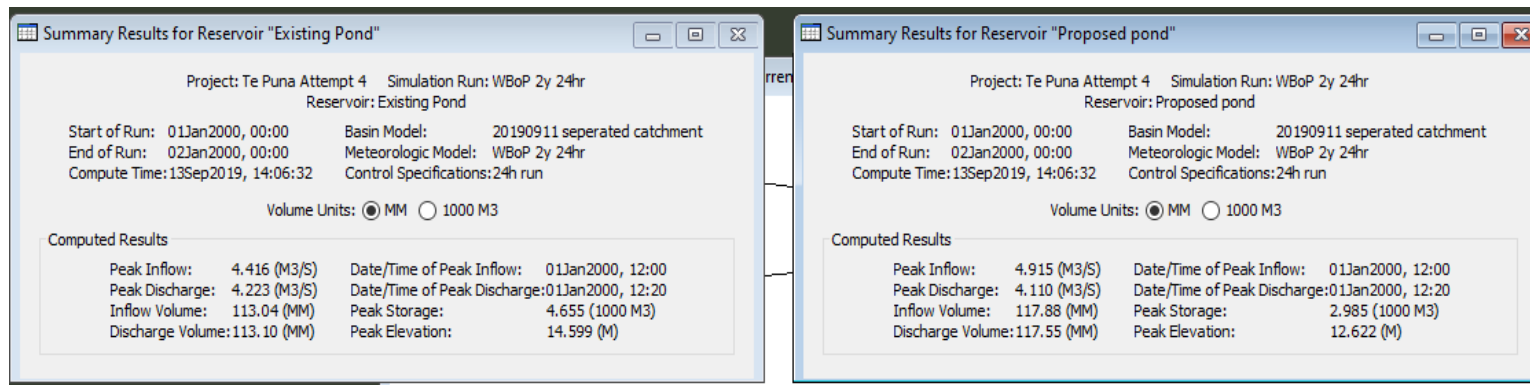 Summary Results for Reservoir "Existing Pond"
Project: Te Puna Attempt 4 Simulation Run: WBoP 2y 24hr
Reservoir: Existing Pond
Start of Run: 01Jan2000, 00:00 Basin Model: 20190911 seperated catchment
End of Run: 02Jan2000, 00:00 Meteorologic Model: WBoP 2y 24hr
Compute Time:13Sep2019, 14:06:32 Control Specifications:24h run
Volume Units: MM 1000 M3
Computed Results
Peak Inflow: 4.416 (M3/S) Date/Time of Peak Inflow: 01Jan2000, 12:00
Peak Discharge: 4.223 (M3/S) Date/Time of Peak Discharge:01Jan2000, 12:20
Inflow Volume: 113.04 (MM) Peak Storage: 4.655 (1000 M3)
Discharge Volume:113.10 (MM) Peak Elevation: 14.599 (M)
rren
Summary Results for Reservoir "Proposed pond"
Project: Te Puna Attempt 4 Simulation Run: WBoP 2y 24hr
Reservoir: Proposed pond
Start of Run: 01Jan2000, 00:00 Basin Model: 20190911 seperated catchment
End of Run: 02Jan2000, 00:00 Meteorologic Model: WBoP 2y 24hr
Compute Time:13Sep2019, 14:06:32 Control Specifications:24h run
Volume Units: MM 1000 M3
Computed Results
Peak Inflow: 4.915 (M3/S) Date/Time of Peak Inflow: 01Jan2000, 12:00
Peak Discharge: 4.110 (M3/S) Date/Time of Peak Discharge:01Jan2000, 12:20
Inflow Volume: 117.88 (MM) Peak Storage: 2.985 (1000 M3)
Discharge Volume:117.55 (MM) Peak Elevation: 12.622 (M)